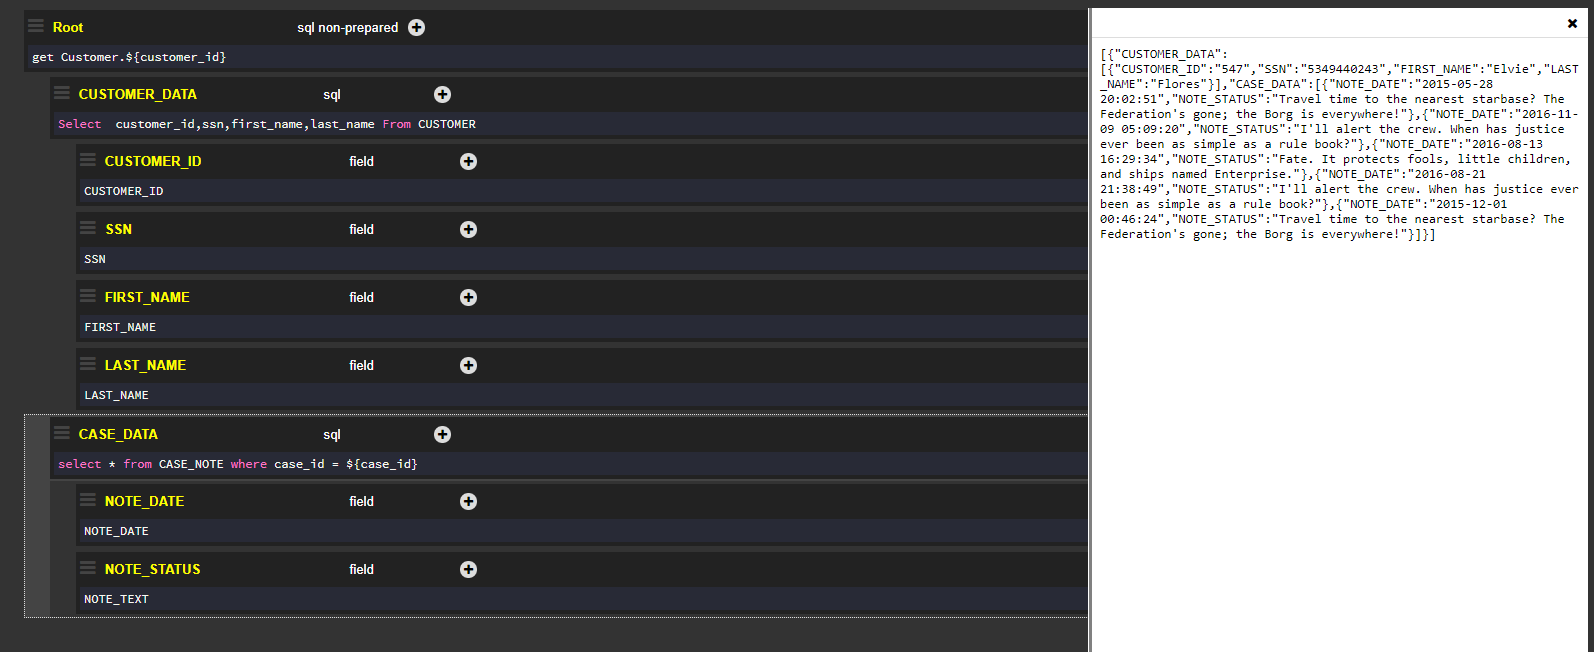 Root sql non-prepared
get Customer.${customer_id}
CUSTOMER_DATA sql
Select  customer_id,ssn,first_name,last_name From CUSTOMER
CUSTOMER_ID field
CUSTOMER_ID
SSN field
SSN
FIRST_NAME field
FIRST_NAME
LAST_NAME field
LAST_NAME
CASE_DATA sql
select * from CASE_NOTE where case_id = ${case_id}
NOTE_DATE field
NOTE_DATE
NOTE_STATUS field
NOTE_TEXT
[{"CUSTOMER_DATA":
[{"CUSTOMER_ID":"547","SSN":"5349440243","FIRST_NAME":"Elvie","LAST
_NAME":"Flores"}],"CASE_DATA":[{"NOTE_DATE":"2015-05-28
20:02:51","NOTE_STATUS":"Travel time to the nearest starbase? The
Federation's gone; the Borg is everywhere!"},{"NOTE_DATE":"2016-11-
09 05:09:20","NOTE_STATUS":"I'll alert the crew. When has justice
ever been as simple as a rule book?"},{"NOTE_DATE":"2016-08-13
16:29:34","NOTE_STATUS":"Fate. It protects fools, little children,
and ships named Enterprise."},{"NOTE_DATE":"2016-08-21
21:38:49","NOTE_STATUS":"I'll alert the crew. When has justice ever
been as simple as a rule book?"},{"NOTE_DATE":"2015-12-01
00:46:24","NOTE_STATUS":"Travel time to the nearest starbase? The
Federation's gone; the Borg is everywhere!"}]}]